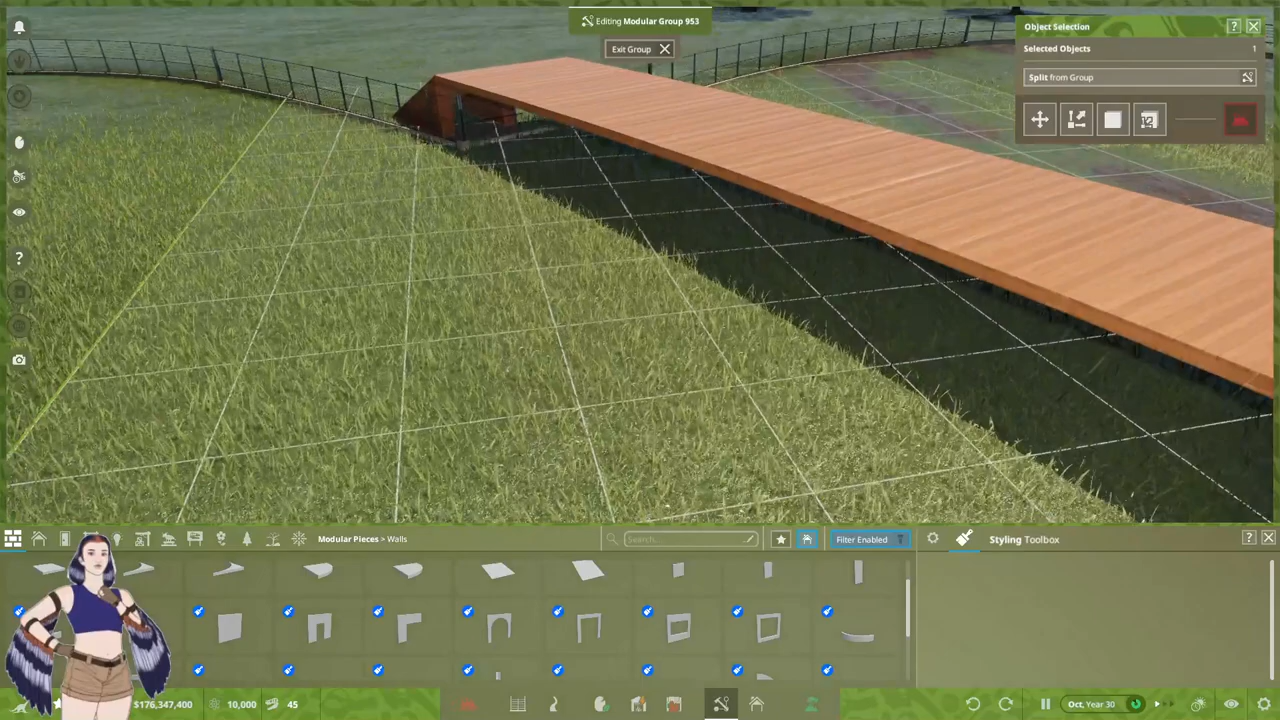 Editing Modular Group 953
Exit Group
Object Selection
?
Selected Objects 1
Split from Group
12
?
Modular Pieces > Walls
Search...
Filter Enabled
Styling Toolbox
?
$176,347,400
10,000
45
Oct, Year 30